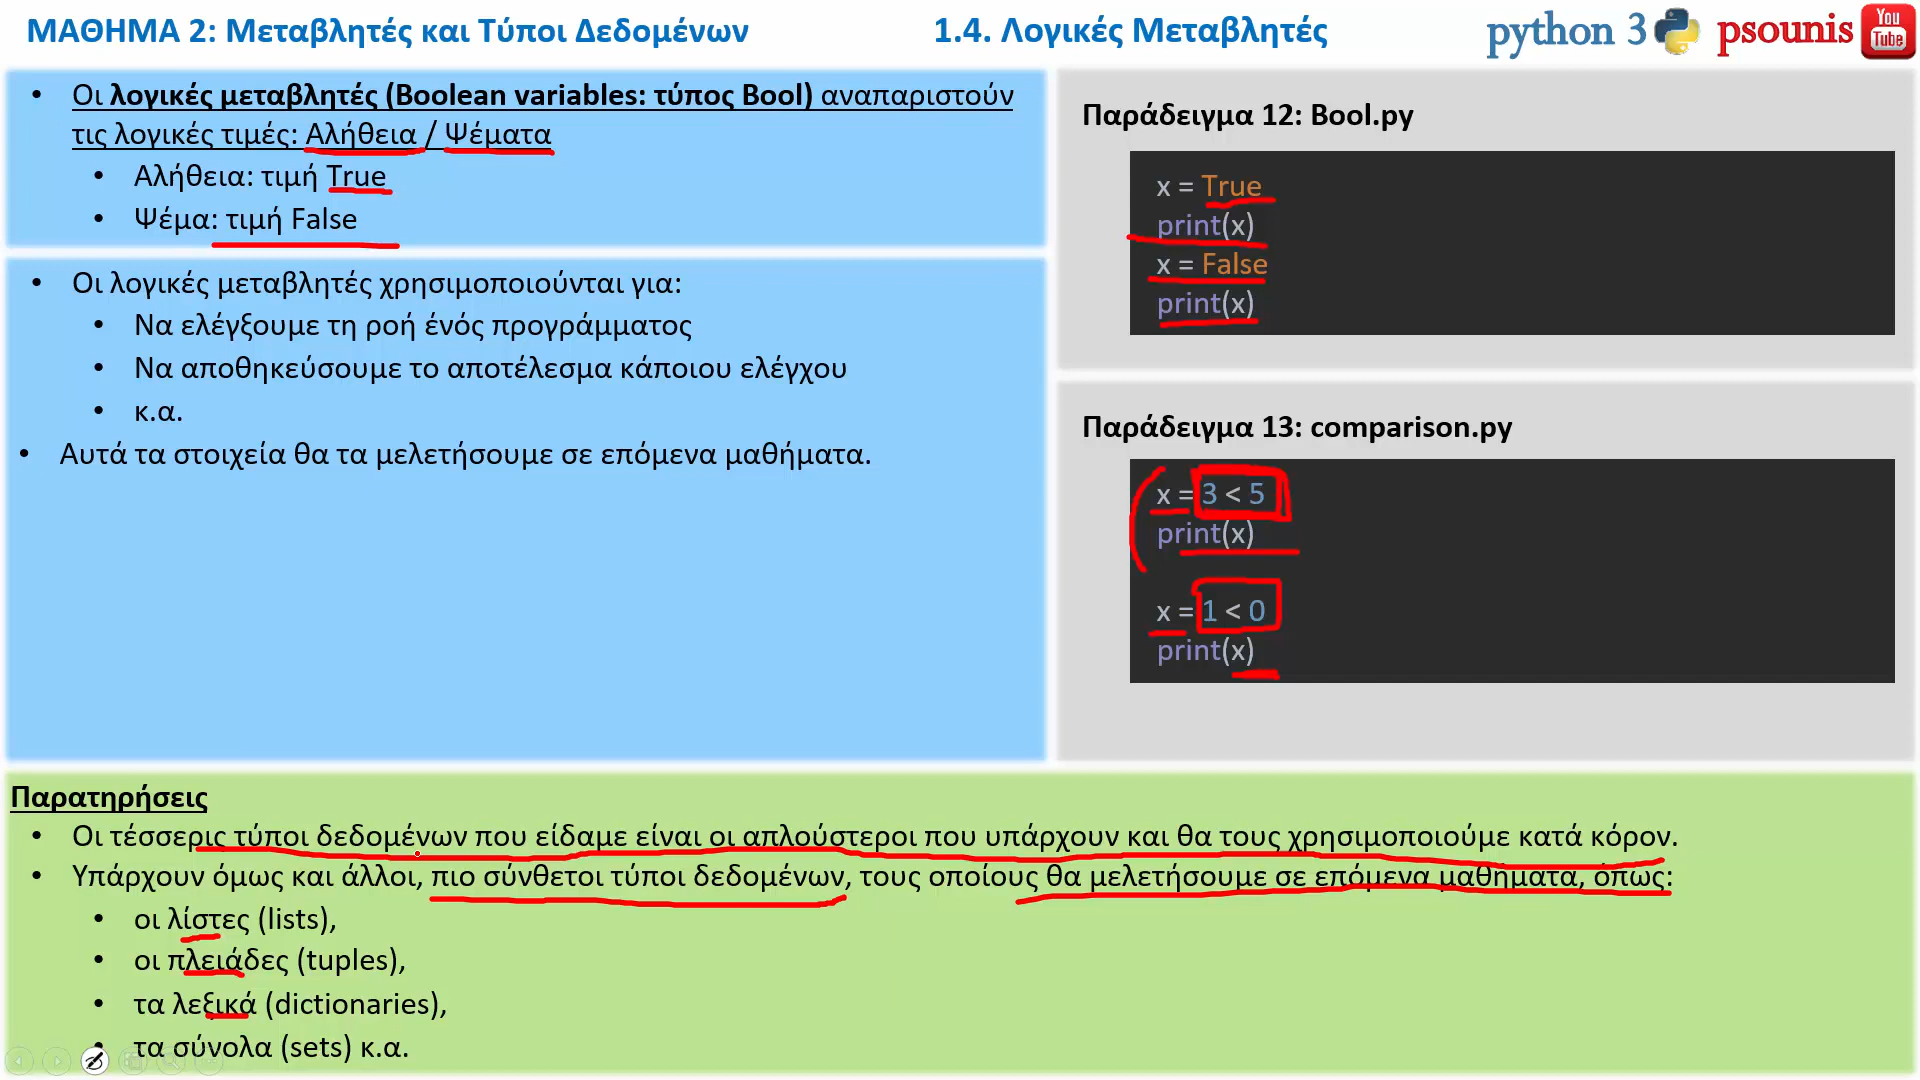 ΜΑΘΗΜΑ 2: Μεταβλητές και Τύποι Δεδομένων
1.4. Λογικές Μεταβλητές
python 3
psounis
You
Tube
• Οι λογικές μεταβλητές (Boolean variables: τύπος Bool) αναπαριστούν
τις λογικές τιμές: Αλήθεια / Ψέματα
• Αλήθεια: τιμή True
• Ψέμα: τιμή False
• Οι λογικές μεταβλητές χρησιμοποιούνται για:
• Να ελέγξουμε τη ροή ένός προγράμματος
• Να αποθηκεύσουμε το αποτέλεσμα κάποιου ελέγχου
• κ.α.
• Αυτά τα στοιχεία θα τα μελετήσουμε σε επόμενα μαθήματα.
Παράδειγμα 12: Bool.py
x = True
print(x)
x = False
print(x)
Παράδειγμα 13: comparison.py
x = 3 < 5
print(x)
x = 1 < 0
print(x)
Παρατηρήσεις
• Οι τέσσερις τύποι δεδομένων που είδαμε είναι οι απλούστεροι που υπάρχουν και θα τους χρησιμοποιούμε κατά κόρον.
• Υπάρχουν όμως και άλλοι, πιο σύνθετοι τύποι δεδομένων, τους οποίους θα μελετήσουμε σε επόμενα μαθήματα, όπως:
• οι λίστες (lists),
• οι πλειάδες (tuples),
• τα λεξικά (dictionaries),
• τα σύνολα (sets) κ.α.